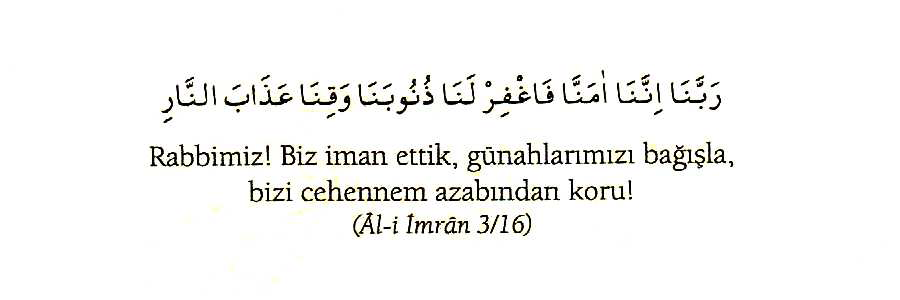 رَبَّنَا اِنَّنَا اٰمَنَّا فَاغْفِرْ لَنَا ذُنُوبَنَا وَقِنَا عَذَابَ النَّارِ
Rabbimiz! Biz iman ettik, günahlarımızı bağışla,
bizi cehennem azabından koru!
(Âl-i İmrân 3/16)